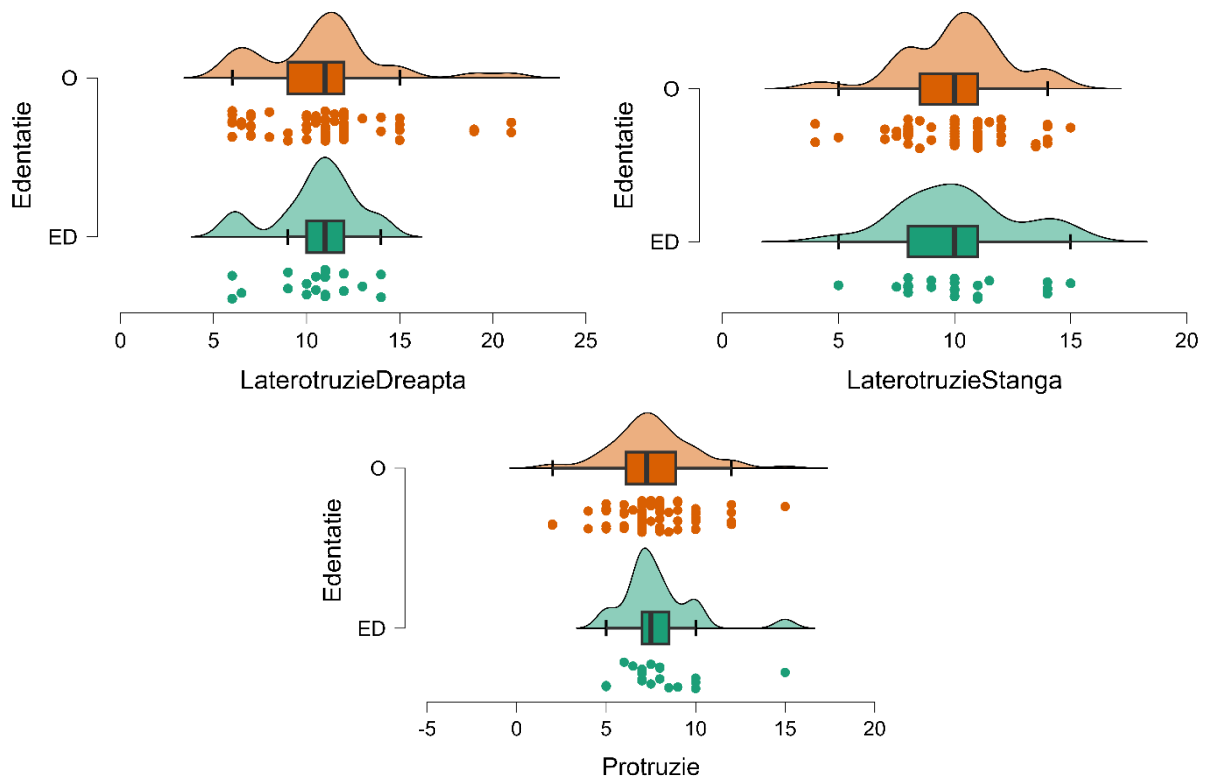 Edentatie
O
ED
0 5 10 15 20 25
LaterotruzieDreapta
Edentatie
O
ED
0 5 10 15 20
LaterotruzieStanga
Edentatie
O
ED
-5 0 5 10 15 20
Protruzie